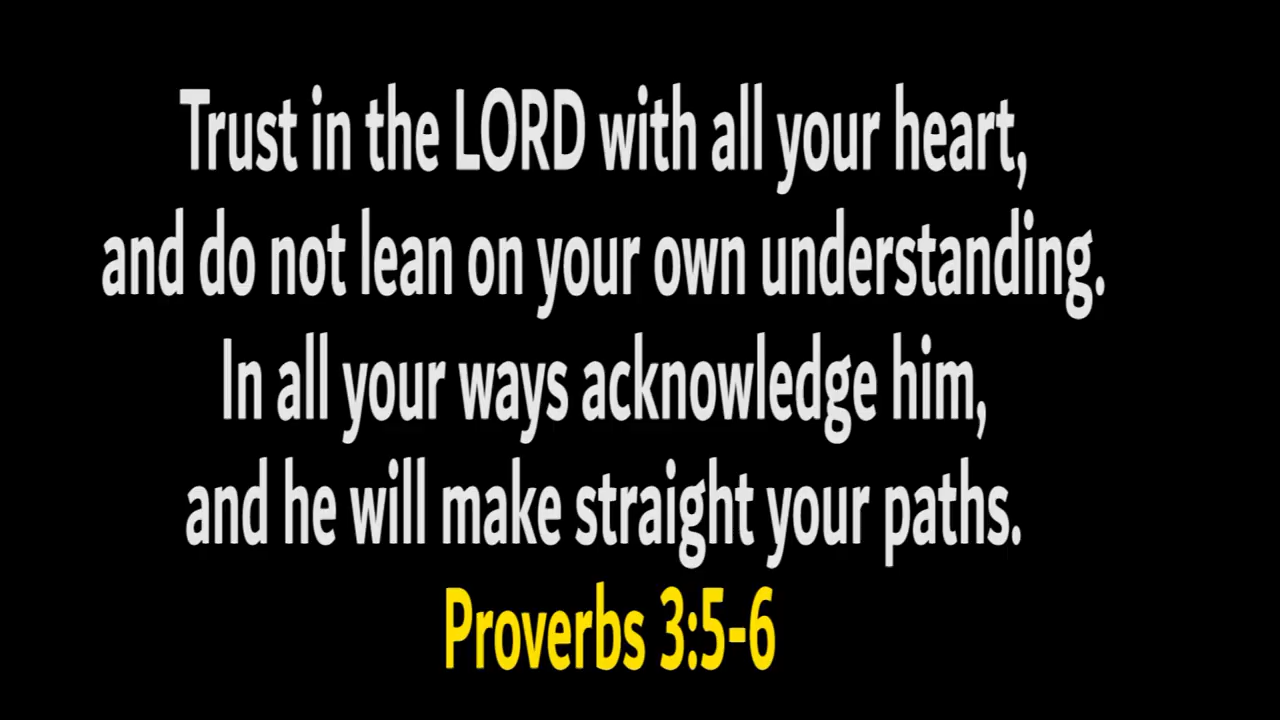 Trust in the LORD with all your heart,
and do not lean on your own understanding.
In all your ways acknowledge him,
and he will make straight your paths.
Proverbs 3:5-6